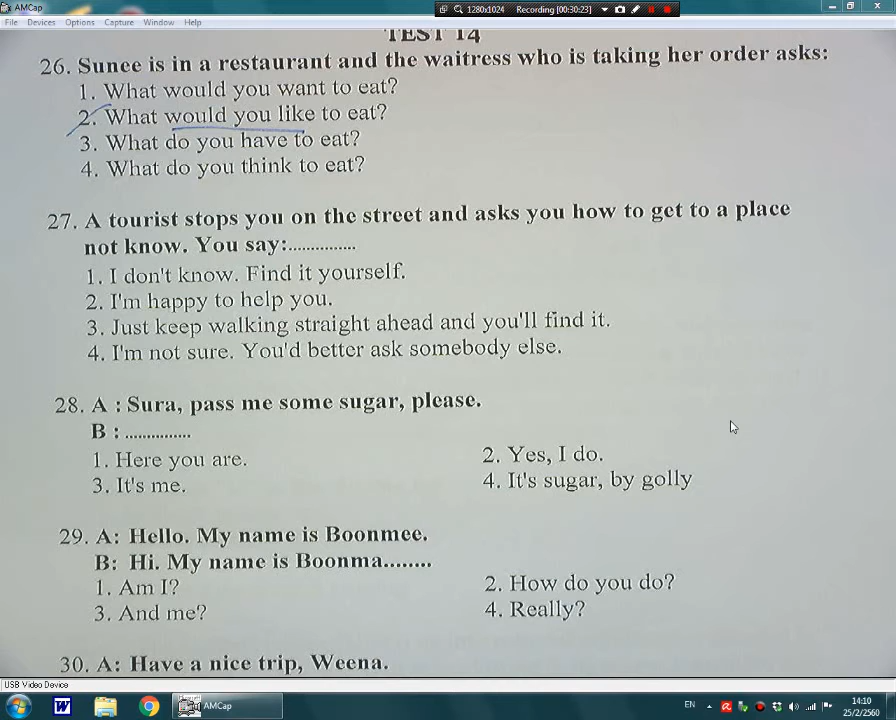 AMCap
1280x1024 Recording [00:30:23]
File Devices Options Capture Window Help
TEST 14
26. Sunee is in a restaurant and the waitress who is taking her order asks:
1. What would you want to eat?
2. What would you like to eat?
3. What do you have to eat?
4. What do you think to eat?
27. A tourist stops you on the street and asks you how to get to a place
not know. You say:...............
1. I don't know. Find it yourself.
2. I'm happy to help you.
3. Just keep walking straight ahead and you'll find it.
4. I'm not sure. You'd better ask somebody else.
28. A : Sura, pass me some sugar, please.
B : ...............
1. Here you are. 2. Yes, I do.
3. It's me. 4. It's sugar, by golly
29. A: Hello. My name is Boonmee.
B: Hi. My name is Boonma........
1. Am I? 2. How do you do?
3. And me? 4. Really?
30. A: Have a nice trip, Weena.
USB Video Device
AMCap
EN
14:10
25/2/2560